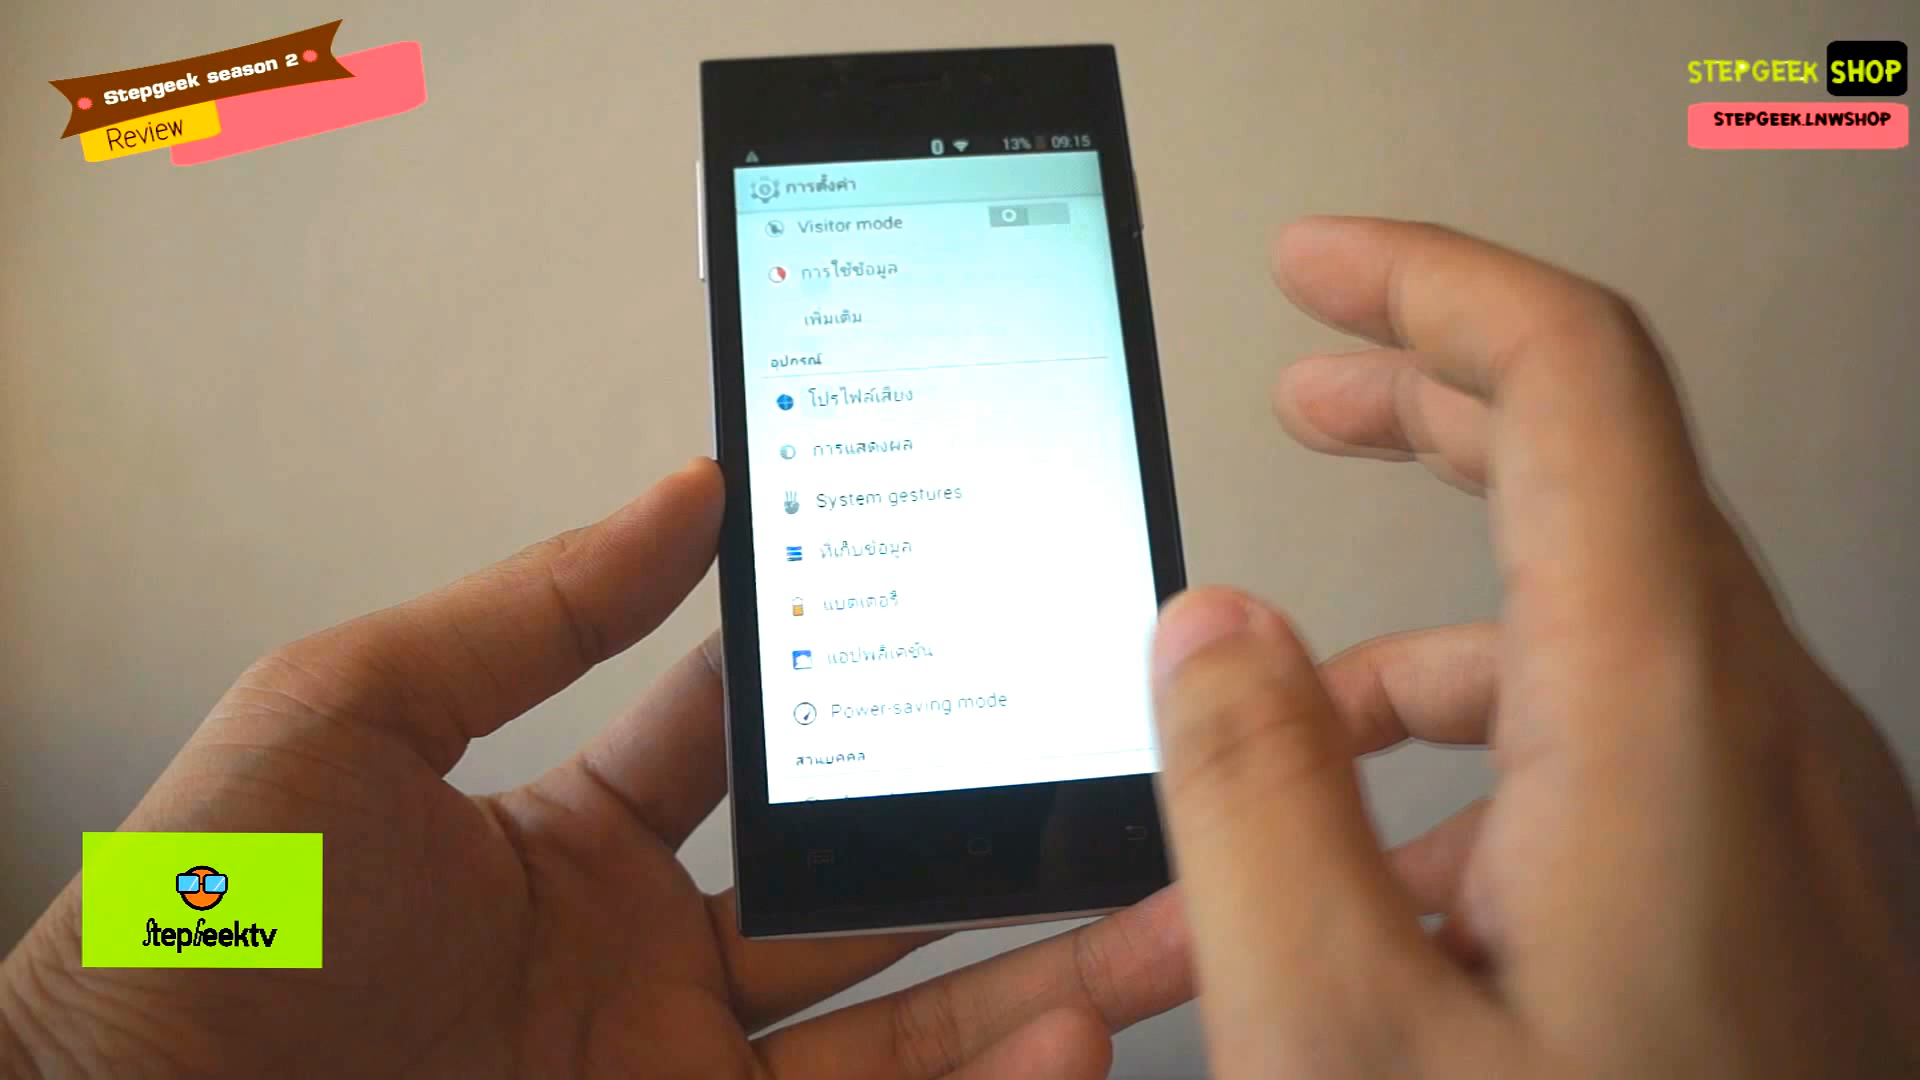 Stepgeek season 2
Review
STEPGEEK SHOP
STEPGEEK.LNWSHOP
13% 09:15
การตั้งค่า
Visitor mode
การใช้ข้อมูล
เพิ่มเติม
อุปกรณ์
โปรไฟล์เสียง
การแสดงผล
System gestures
ที่เก็บข้อมูล
แบตเตอรี่
แอปพลิเคชัน
Power-saving mode
ส่วนบุคคล
StepGeektv